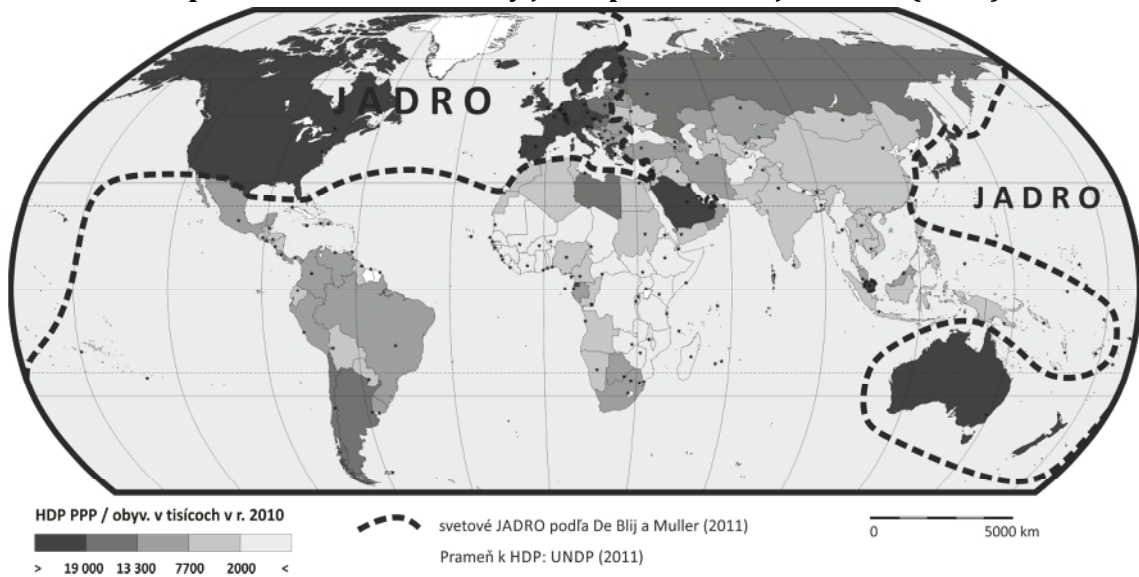 JADRO
JADRO
HDP PPP / obyv. v tisícoch v r. 2010
> 19 000 13 300 7700 2000 <
svetové JADRO podľa De Blij a Muller (2011)
Prameň k HDP: UNDP (2011)
0 5000 km